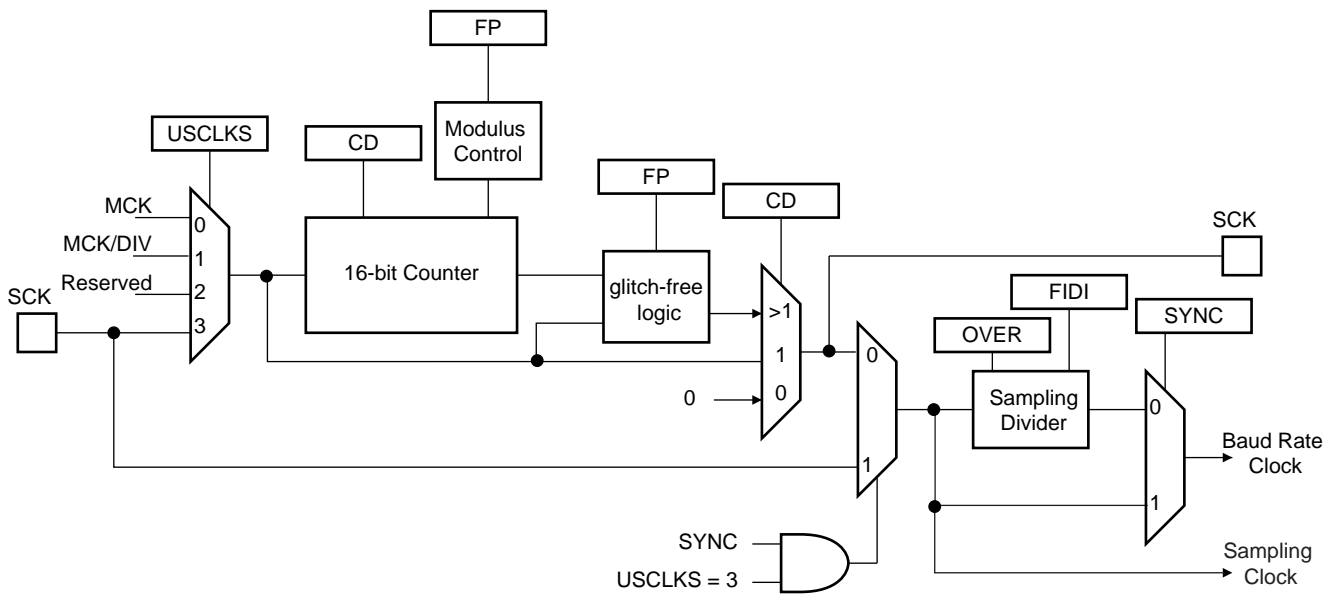 FP
USCLKS
CD
Modulus
Control
FP
CD
MCK
0
MCK/DIV
1
Reserved
2
SCK
3
16-bit Counter
glitch-free
logic
>1
1
0
0
SCK
0
1
OVER
FIDI
SYNC
Sampling
Divider
0
1
Baud Rate
Clock
SYNC
USCLKS = 3
Sampling
Clock